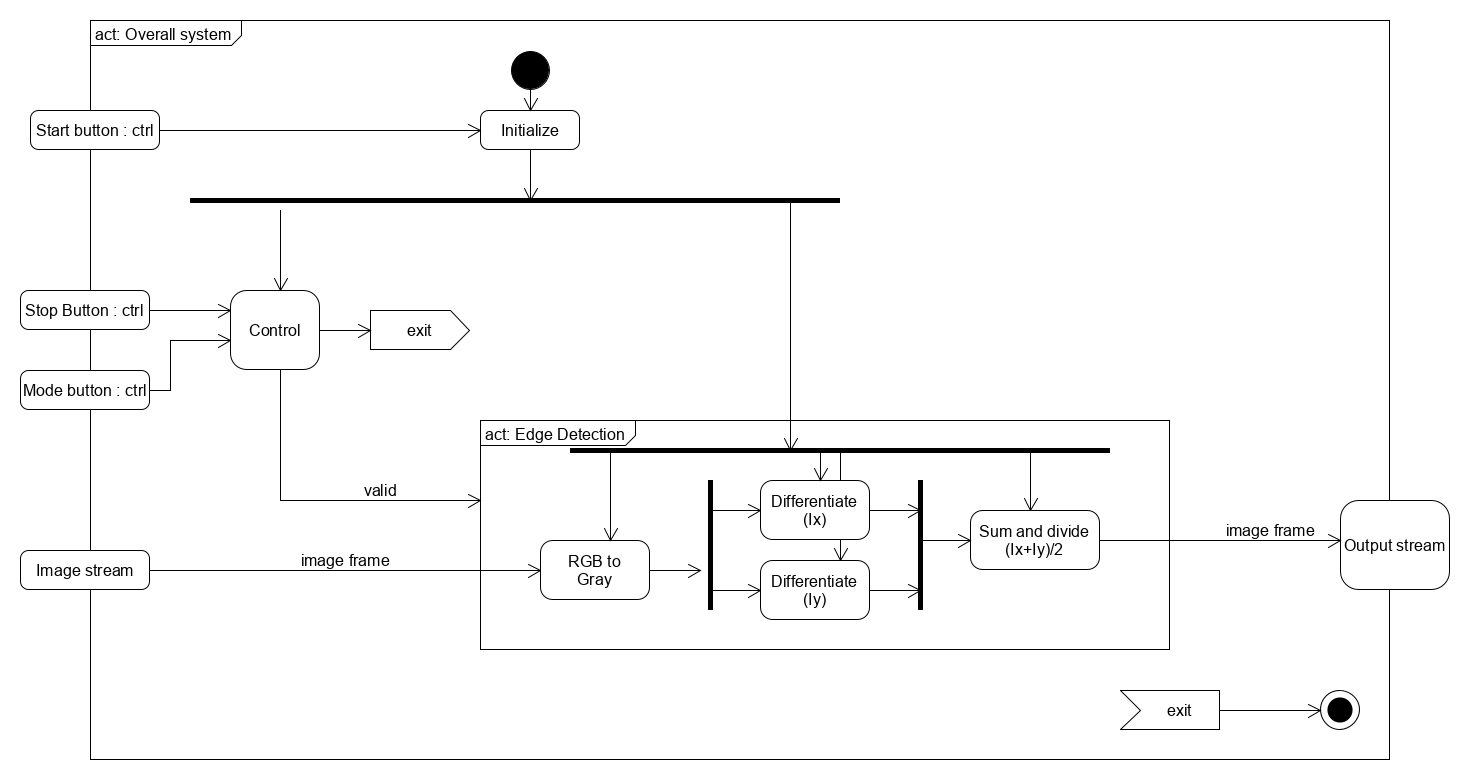 act: Overall system
Start button : ctrl
Initialize
Stop Button : ctrl
Control
exit
Mode button : ctrl
act: Edge Detection
valid
Differentiate
(Ix)
Sum and divide
(Ix+Iy)/2
image frame
Output stream
Image stream
image frame
RGB to
Gray
Differentiate
(Iy)
exit